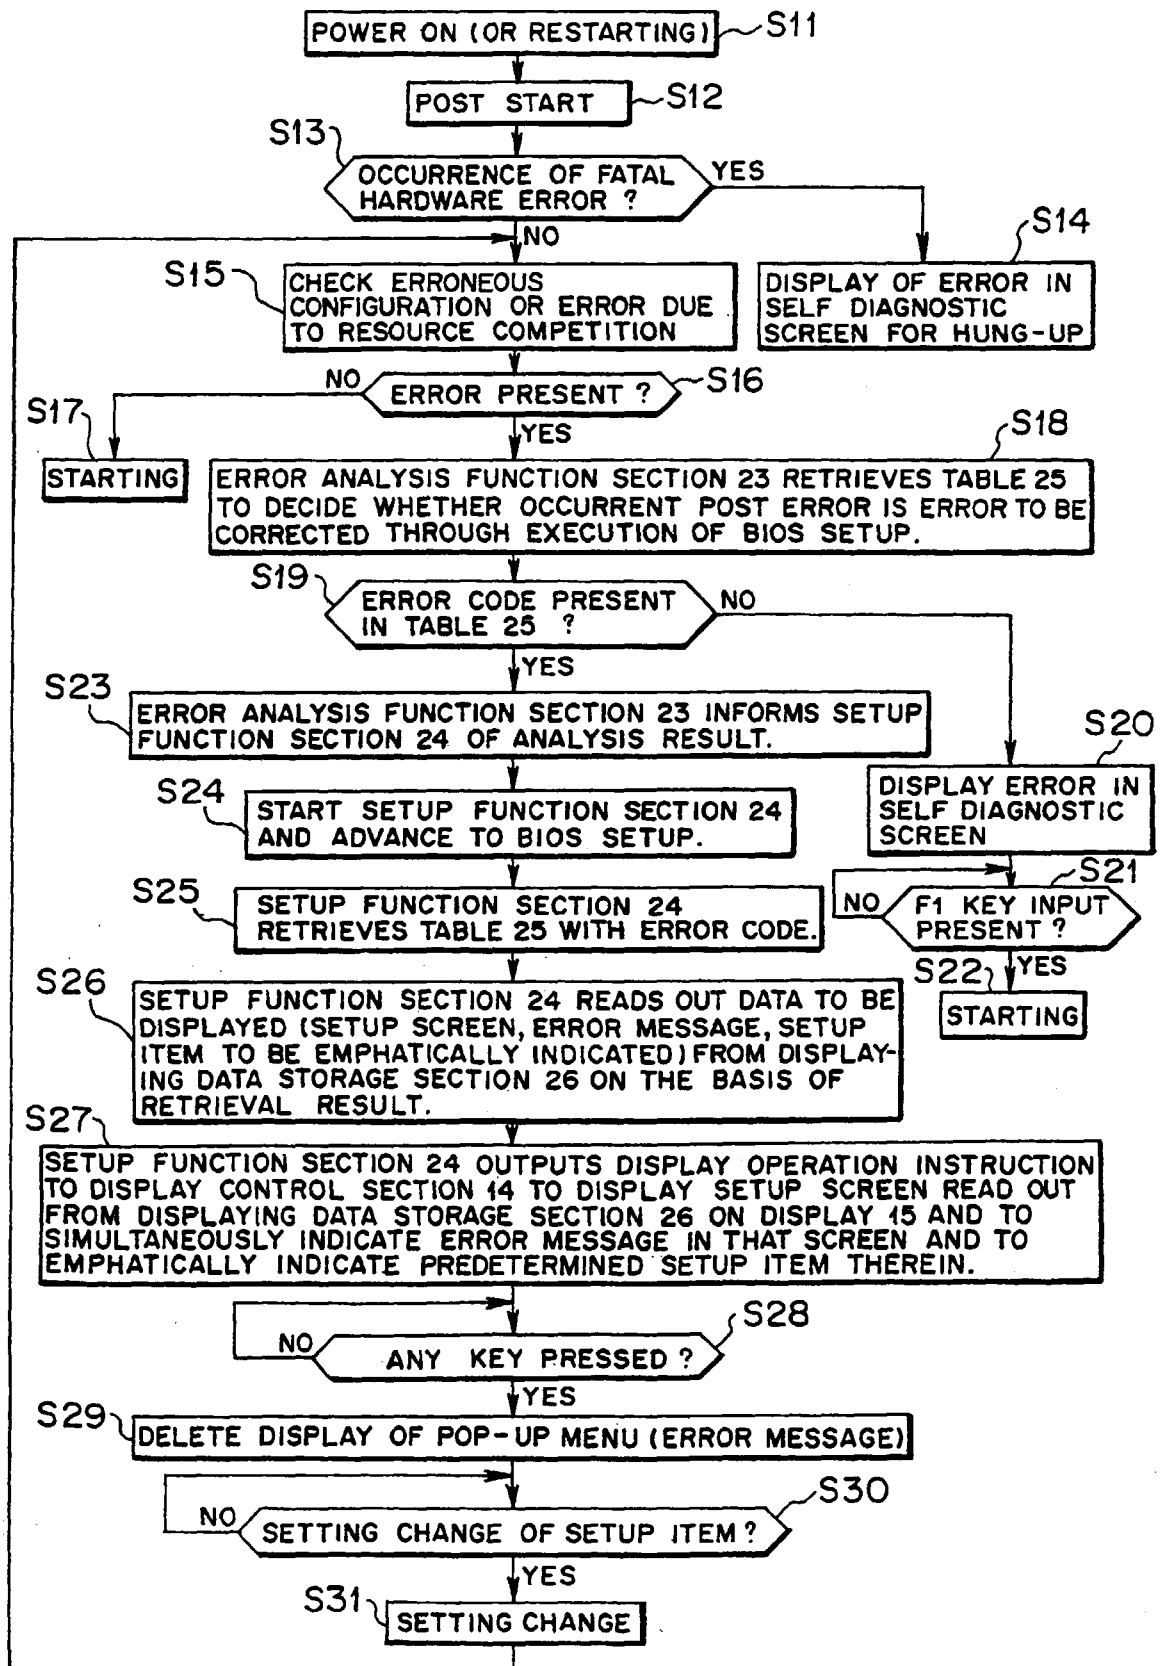 POWER ON (OR RESTARTING)
S11
POST START
S12
S13
OCCURRENCE OF FATAL
HARDWARE ERROR ?
YES
NO
S14
DISPLAY OF ERROR IN
SELF DIAGNOSTIC
SCREEN FOR HUNG-UP
S15
CHECK ERRONEOUS
CONFIGURATION OR ERROR DUE
TO RESOURCE COMPETITION
NO
ERROR PRESENT ?
S16
S17
STARTING
YES
S18
ERROR ANALYSIS FUNCTION SECTION 23 RETRIEVES TABLE 25
TO DECIDE WHETHER OCCURRENT POST ERROR IS ERROR TO BE
CORRECTED THROUGH EXECUTION OF BIOS SETUP.
S19
ERROR CODE PRESENT
IN TABLE 25 ?
NO
YES
S23
ERROR ANALYSIS FUNCTION SECTION 23 INFORMS SETUP
FUNCTION SECTION 24 OF ANALYSIS RESULT.
S20
DISPLAY ERROR IN
SELF DIAGNOSTIC
SCREEN
S24
START SETUP FUNCTION SECTION 24
AND ADVANCE TO BIOS SETUP.
S21
NO
F1 KEY INPUT
PRESENT ?
S25
SETUP FUNCTION SECTION 24
RETRIEVES TABLE 25 WITH ERROR CODE.
S22
YES
STARTING
S26
SETUP FUNCTION SECTION 24 READS OUT DATA TO BE
DISPLAYED (SETUP SCREEN, ERROR MESSAGE, SETUP
ITEM TO BE EMPHATICALLY INDICATED) FROM DISPLAY-
ING DATA STORAGE SECTION 26 ON THE BASIS OF
RETRIEVAL RESULT.
S27
SETUP FUNCTION SECTION 24 OUTPUTS DISPLAY OPERATION INSTRUCTION
TO DISPLAY CONTROL SECTION 14 TO DISPLAY SETUP SCREEN READ OUT
FROM DISPLAYING DATA STORAGE SECTION 26 ON DISPLAY 15 AND TO
SIMULTANEOUSLY INDICATE ERROR MESSAGE IN THAT SCREEN AND TO
EMPHATICALLY INDICATE PREDETERMINED SETUP ITEM THEREIN.
S28
NO
ANY KEY PRESSED ?
YES
S29
DELETE DISPLAY OF POP-UP MENU (ERROR MESSAGE)
S30
NO
SETTING CHANGE OF SETUP ITEM ?
YES
S31
SETTING CHANGE